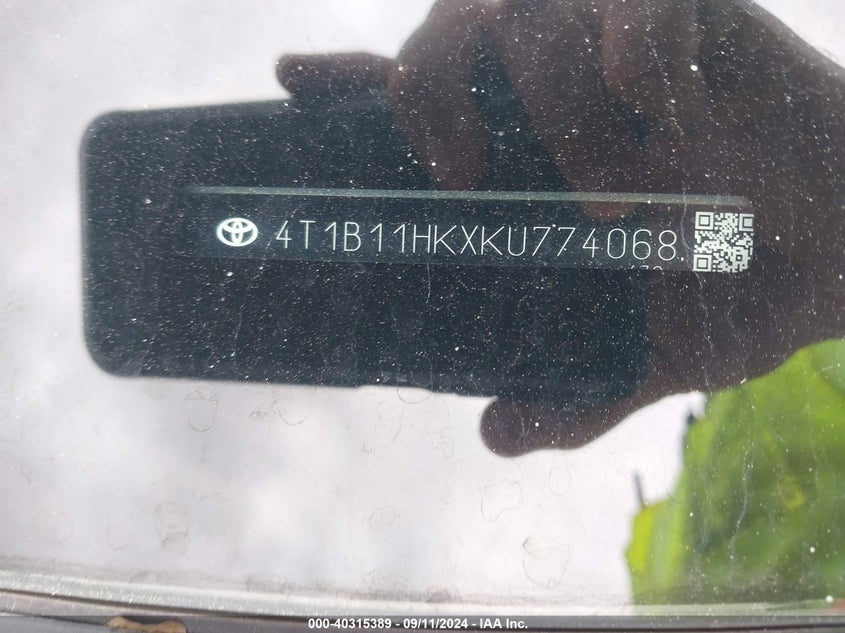 4T1B11HKXKU774068
000-40315389 - 09/11/2024 - IAA Inc.